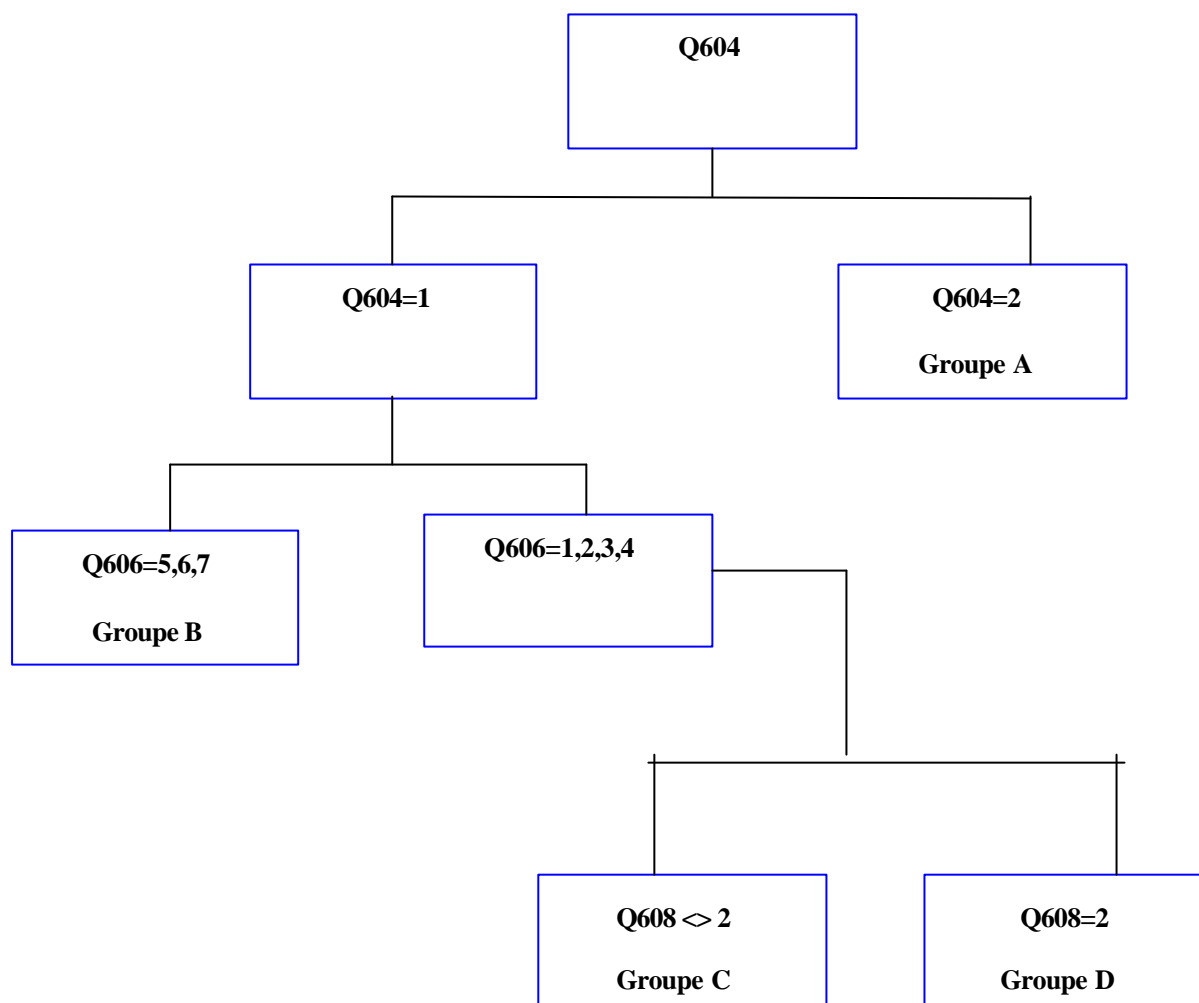 Q604
Q604=1
Q604=2
Groupe A
Q606=5,6,7
Groupe B
Q606=1,2,3,4
Q608 <> 2
Groupe C
Q608=2
Groupe D